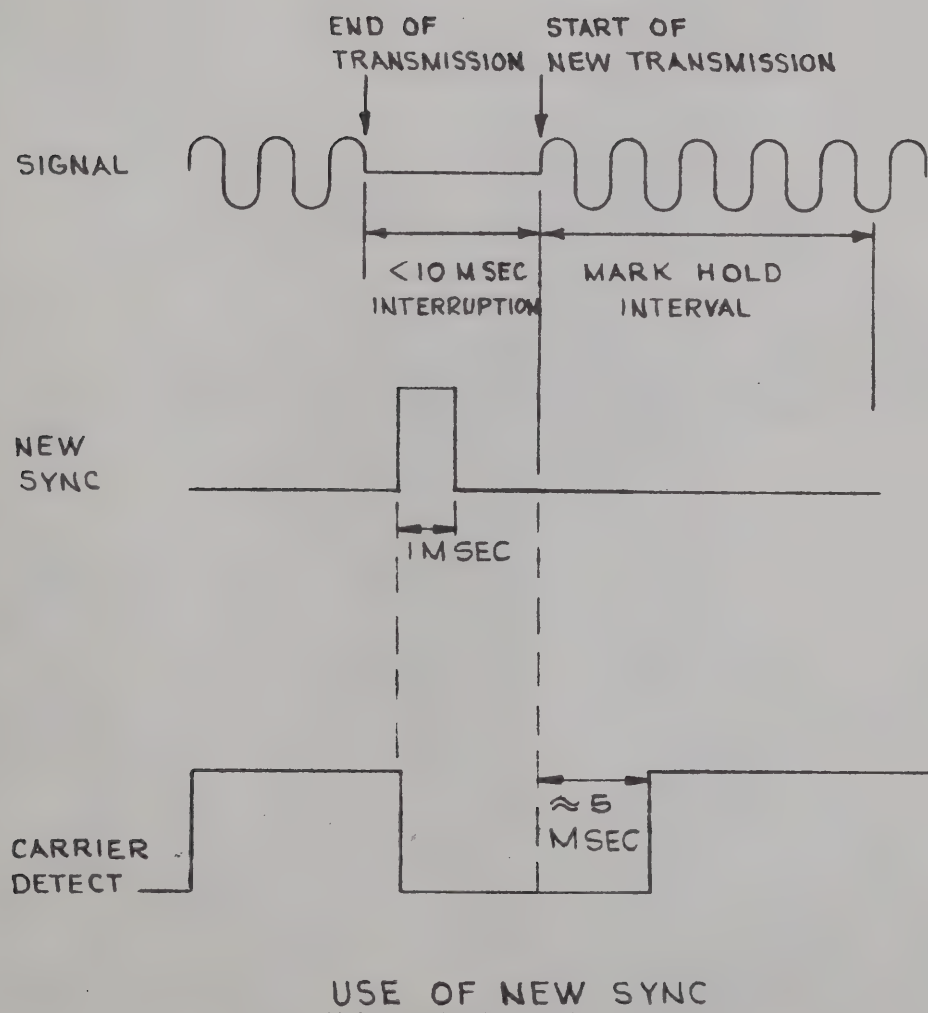 END OF
TRANSMISSION
START OF
NEW TRANSMISSION
SIGNAL
<10 MSEC
INTERRUPTION
MARK HOLD
INTERVAL
NEW
SYNC
1 MSEC
≈ 5
MSEC
CARRIER
DETECT
USE OF NEW SYNC